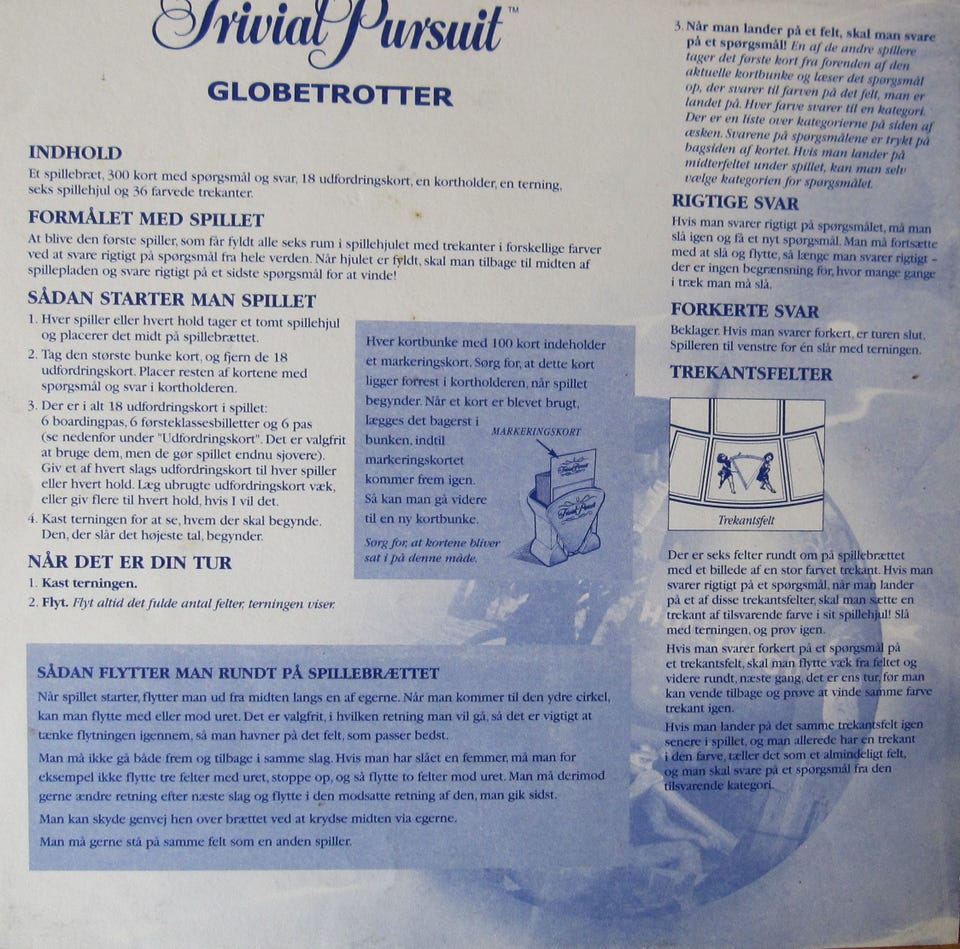 Trivial Pursuit™
GLOBETROTTER
INDHOLD
Et spillebræt, 300 kort med spørgsmål og svar, 18 udfordringskort, en kortholder, en terning,
seks spillehjul og 36 farvede trekanter.
FORMÅLET MED SPILLET
At blive den første spiller, som får fyldt alle seks rum i spillehjulet med trekanter i forskellige farver
ved at svare rigtigt på spørgsmål fra hele verden. Når hjulet er fyldt, skal man tilbage til midten af
spillepladen og svare rigtigt på et sidste spørgsmål for at vinde!
SÅDAN STARTER MAN SPILLET
1. Hver spiller eller hvert hold tager et tomt spillehjul
og placerer det midt på spillebrættet.
2. Tag den største bunke kort, og fjern de 18
udfordringskort. Placer resten af kortene med
spørgsmål og svar i kortholderen.
3. Der er i alt 18 udfordringskort i spillet:
6 boardingpas, 6 førsteklassesbilletter og 6 pas
(se nedenfor under "Udfordringskort". Det er valgfrit
at bruge dem, men de gør spillet endnu sjovere).
Giv et af hvert slags udfordringskort til hver spiller
eller hvert hold. Læg ubrugte udfordringskort væk,
eller giv flere til hvert hold, hvis I vil det.
4. Kast terningen for at se, hvem der skal begynde.
Den, der slår det højeste tal, begynder.
NÅR DET ER DIN TUR
1. Kast terningen.
2. Flyt. Flyt altid det fulde antal felter, terningen viser.
Hver kortbunke med 100 kort indeholder
et markeringskort. Sørg for, at dette kort
ligger forrest i kortholderen, når spillet
begynder. Når et kort er blevet brugt,
lægges det bagerst i
bunken, indtil
markeringskortet
kommer frem igen.
Så kan man gå videre
til en ny kortbunke.
Sørg for, at kortene bliver
sat i på denne måde.
MARKERINGSKORT
Trivial Pursuit
Trivial Pursuit
SÅDAN FLYTTER MAN RUNDT PÅ SPILLEBRÆTTET
Når spillet starter, flytter man ud fra midten langs en af egerne. Når man kommer til den ydre cirkel,
kan man flytte med eller mod uret. Det er valgfrit, i hvilken retning man vil gå, så det er vigtigt at
tænke flytningen igennem, så man havner på det felt, som passer bedst.
Man må ikke gå både frem og tilbage i samme slag. Hvis man har slået en femmer, må man for
eksempel ikke flytte tre felter med uret, stoppe op, og så flytte to felter mod uret. Man må derimod
gerne ændre retning efter næste slag og flytte i den modsatte retning af den, man gik sidst.
Man kan skyde genvej hen over brættet ved at krydse midten via egerne.
Man må gerne stå på samme felt som en anden spiller.
3. Når man lander på et felt, skal man svare
på et spørgsmål! En af de andre spillere
tager det første kort fra forenden af den
aktuelle kortbunke og læser det spørgsmål
op, der svarer til farven på det felt, man er
landet på. Hver farve svarer til en kategori.
Der er en liste over kategorierne på siden af
æsken. Svarene på spørgsmålene er trykt på
bagsiden af kortet. Hvis man lander på
midterfeltet under spillet, kan man selv
vælge kategorien for spørgsmålet.
RIGTIGE SVAR
Hvis man svarer rigtigt på spørgsmålet, må man
slå igen og få et nyt spørgsmål. Man må fortsætte
med at slå og flytte, så længe man svarer rigtigt -
der er ingen begrænsning for, hvor mange gange
i træk man må slå.
FORKERTE SVAR
Beklager. Hvis man svarer forkert, er turen slut.
Spilleren til venstre for én slår med terningen.
TREKANTSFELTER
Trekantsfelt
Der er seks felter rundt om på spillebrættet
med et billede af en stor farvet trekant. Hvis man
svarer rigtigt på et spørgsmål, når man lander
på et af disse trekantsfelter, skal man sætte en
trekant af tilsvarende farve i sit spillehjul! Slå
med terningen, og prøv igen.
Hvis man svarer forkert på et spørgsmål på
et trekantsfelt, skal man flytte væk fra feltet og
videre rundt, næste gang, det er ens tur, før man
kan vende tilbage og prøve at vinde samme farve
trekant igen.
Hvis man lander på det samme trekantsfelt igen
senere i spillet, og man allerede har en trekant
i den farve, tæller det som et almindeligt felt,
og man skal svare på et spørgsmål fra den
tilsvarende kategori.